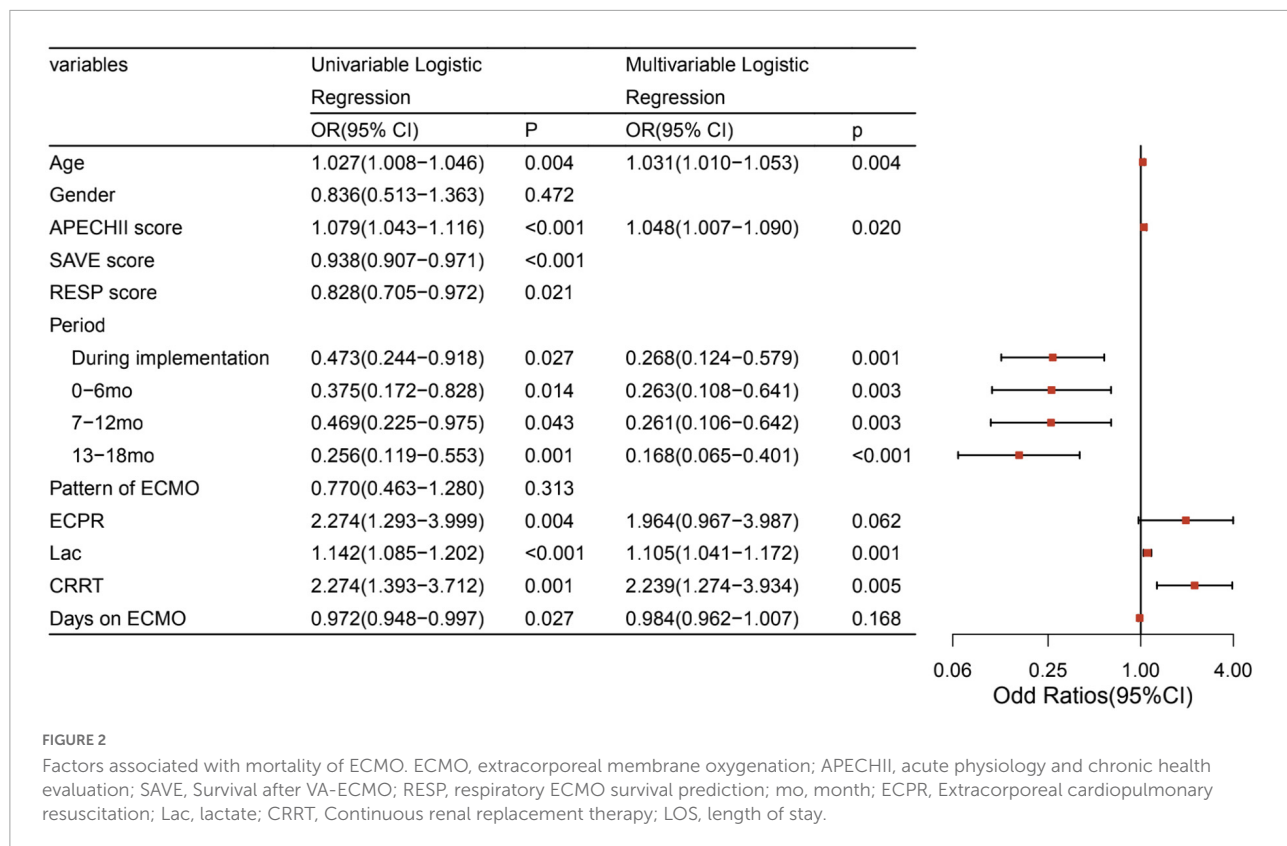 variables Univariable Logistic Multivariable Logistic
Regression Regression
OR(95% CI) P OR(95% CI) p
Age 1.027(1.008−1.046) 0.004 1.031(1.010−1.053) 0.004
Gender 0.836(0.513−1.363) 0.472
APECHII score 1.079(1.043−1.116) <0.001 1.048(1.007−1.090) 0.020
SAVE score 0.938(0.907−0.971) <0.001
RESP score 0.828(0.705−0.972) 0.021
Period
During implementation 0.473(0.244−0.918) 0.027 0.268(0.124−0.579) 0.001
0−6mo 0.375(0.172−0.828) 0.014 0.263(0.108−0.641) 0.003
7−12mo 0.469(0.225−0.975) 0.043 0.261(0.106−0.642) 0.003
13−18mo 0.256(0.119−0.553) 0.001 0.168(0.065−0.401) <0.001
Pattern of ECMO 0.770(0.463−1.280) 0.313
ECPR 2.274(1.293−3.999) 0.004 1.964(0.967−3.987) 0.062
Lac 1.142(1.085−1.202) <0.001 1.105(1.041−1.172) 0.001
CRRT 2.274(1.393−3.712) 0.001 2.239(1.274−3.934) 0.005
Days on ECMO 0.972(0.948−0.997) 0.027 0.984(0.962−1.007) 0.168
0.06 0.25 1.00 4.00
Odd Ratios(95%CI)
FIGURE 2
Factors associated with mortality of ECMO. ECMO, extracorporeal membrane oxygenation; APECHII, acute physiology and chronic health
evaluation; SAVE, Survival after VA-ECMO; RESP, respiratory ECMO survival prediction; mo, month; ECPR, Extracorporeal cardiopulmonary
resuscitation; Lac, lactate; CRRT, Continuous renal replacement therapy; LOS, length of stay.